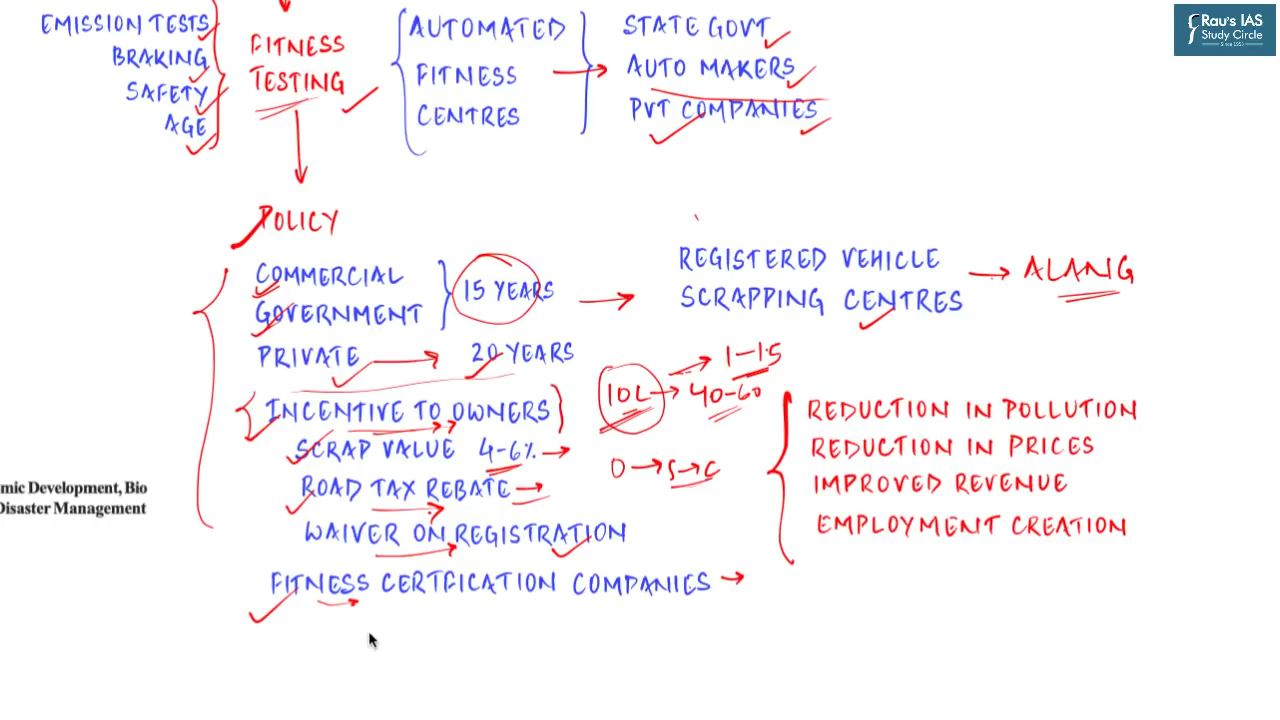 EMISSION TESTS
BRAKING
SAFETY
AGE
FITNESS
TESTING
AUTOMATED
FITNESS
CENTRES
STATE GOVT
AUTO MAKERS
PVT COMPANIES
Rau's IAS
Study Circle
Since 1953
POLICY
COMMERCIAL
GOVERNMENT
15 YEARS
REGISTERED VEHICLE
SCRAPPING CENTRES
ALANG
PRIVATE 20 YEARS
INCENTIVE TO OWNERS
SCRAP VALUE 4-6%
ROAD TAX REBATE
WAIVER ON REGISTRATION
FITNESS CERTFICATION COMPANIES
1-1.5
10L 40-60
O S C
REDUCTION IN POLLUTION
REDUCTION IN PRICES
IMPROVED REVENUE
EMPLOYMENT CREATION
mic Development, Bio
Disaster Management